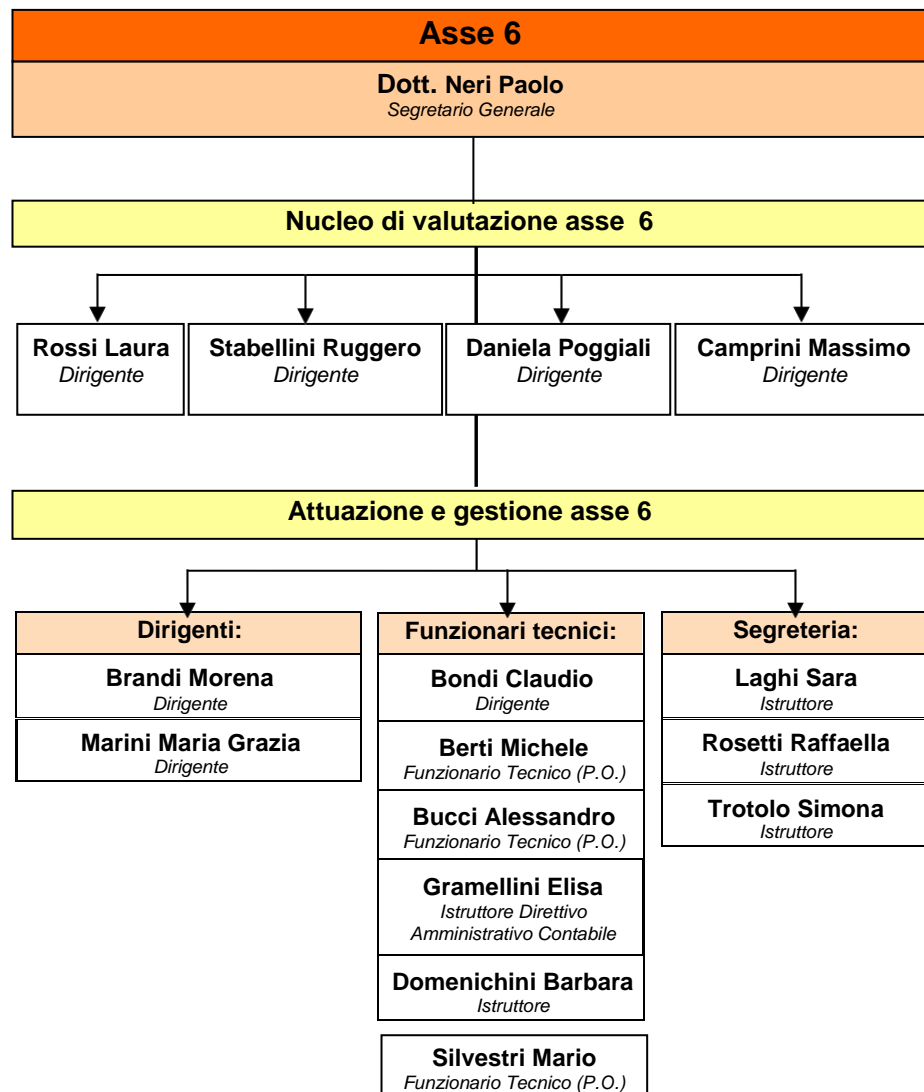 Asse 6
Dott. Neri Paolo
Segretario Generale
Nucleo di valutazione asse 6
Rossi Laura
Dirigente
Stabellini Ruggero
Dirigente
Daniela Poggiali
Dirigente
Camprini Massimo
Dirigente
Attuazione e gestione asse 6
Dirigenti:
Brandi Morena
Dirigente
Marini Maria Grazia
Dirigente
Funzionari tecnici:
Bondi Claudio
Dirigente
Berti Michele
Funzionario Tecnico (P.O.)
Bucci Alessandro
Funzionario Tecnico (P.O.)
Gramellini Elisa
Istruttore Direttivo
Amministrativo Contabile
Domenichini Barbara
Istruttore
Silvestri Mario
Funzionario Tecnico (P.O.)
Segreteria:
Laghi Sara
Istruttore
Rosetti Raffaella
Istruttore
Trotolo Simona
Istruttore